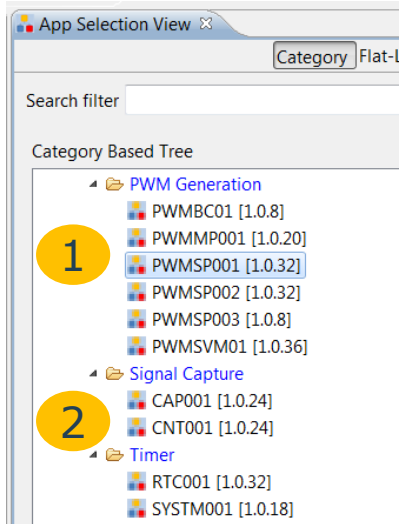 App Selection View
Category Flat-L
Search filter
Category Based Tree
PWM Generation
PWMBC01 [1.0.8]
PWMMP001 [1.0.20]
1
PWMSP001 [1.0.32]
PWMSP002 [1.0.32]
PWMSP003 [1.0.8]
PWMSVM01 [1.0.36]
Signal Capture
CAP001 [1.0.24]
2
CNT001 [1.0.24]
Timer
RTC001 [1.0.32]
SYSTM001 [1.0.18]